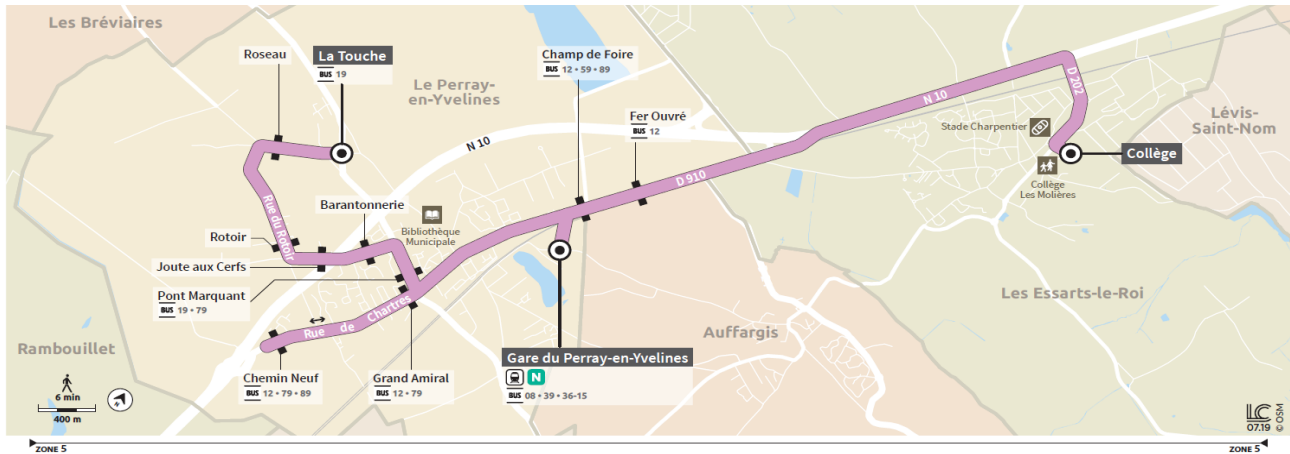 Les Bréviaires
Roseau
La Touche
BUS 19
Le Perray-
en-Yvelines
Champ de Foire
BUS 12 • 59 • 89
Fer Ouvré
BUS 12
N 10
N 10
D 202
D 910
Stade Charpentier
Lévis-
Saint-Nom
Collège
Collège
Les Molières
Rue du Rotoir
Barantonnerie
Bibliothèque
Municipale
Rotoir
Joute aux Cerfs
Pont Marquant
BUS 19 • 79
Rue de Chartres
Les Essarts-le-Roi
Auffargis
Rambouillet
Gare du Perray-en-Yvelines
N
BUS 08 • 39 • 36-15
Chemin Neuf
BUS 12 • 79 • 89
Grand Amiral
BUS 12 • 79
6 min
400 m
LC
07.19
© OSM
ZONE 5
ZONE 5